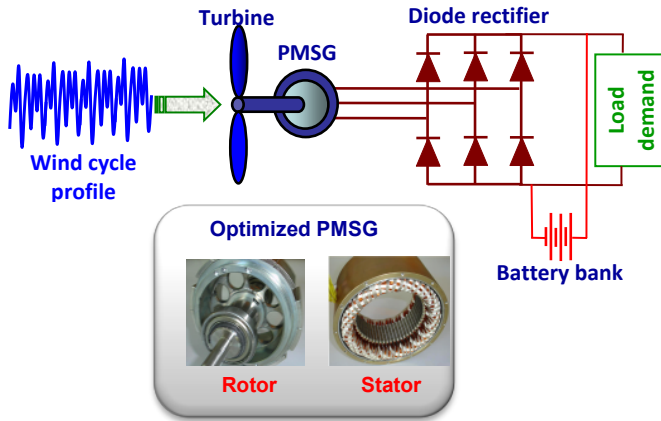 Turbine
Diode rectifier
PMSG
Wind cycle
profile
Load
demand
Optimized PMSG
Battery bank
Rotor
Stator